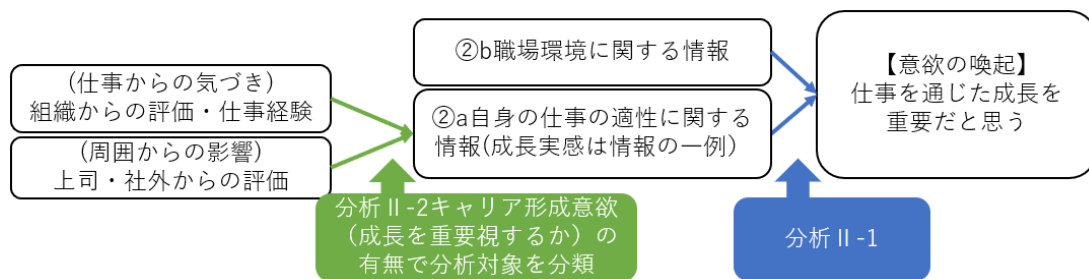 (仕事からの気づき)
組織からの評価・仕事経験
(周囲からの影響)
上司・社外からの評価
②b職場環境に関する情報
②a自身の仕事の適性に関する
情報(成長実感は情報の一例)
【意欲の喚起】
仕事を通じた成長を
重要だと思う
分析Ⅱ-2キャリア形成意欲
(成長を重要視するか)の
有無で分析対象を分類
分析Ⅱ-1